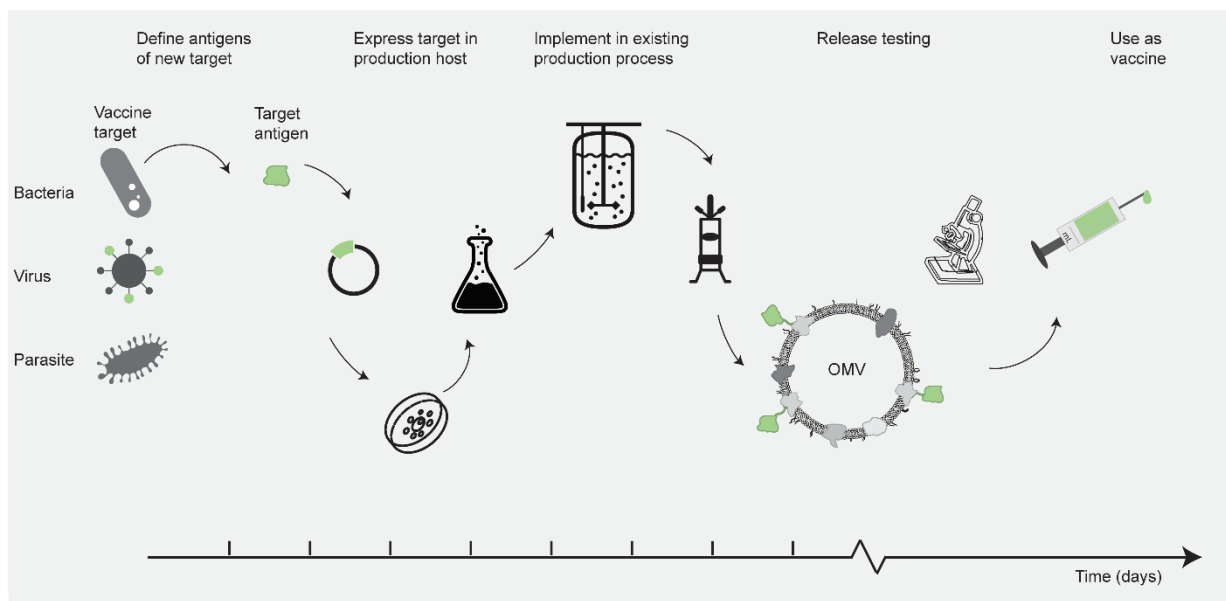 Define antigens
of new target
Express target in
production host
Implement in existing
production process
Release testing
Use as
vaccine
Vaccine
target
Target
antigen
Bacteria
Virus
Parasite
mL
OMV
Time (days)